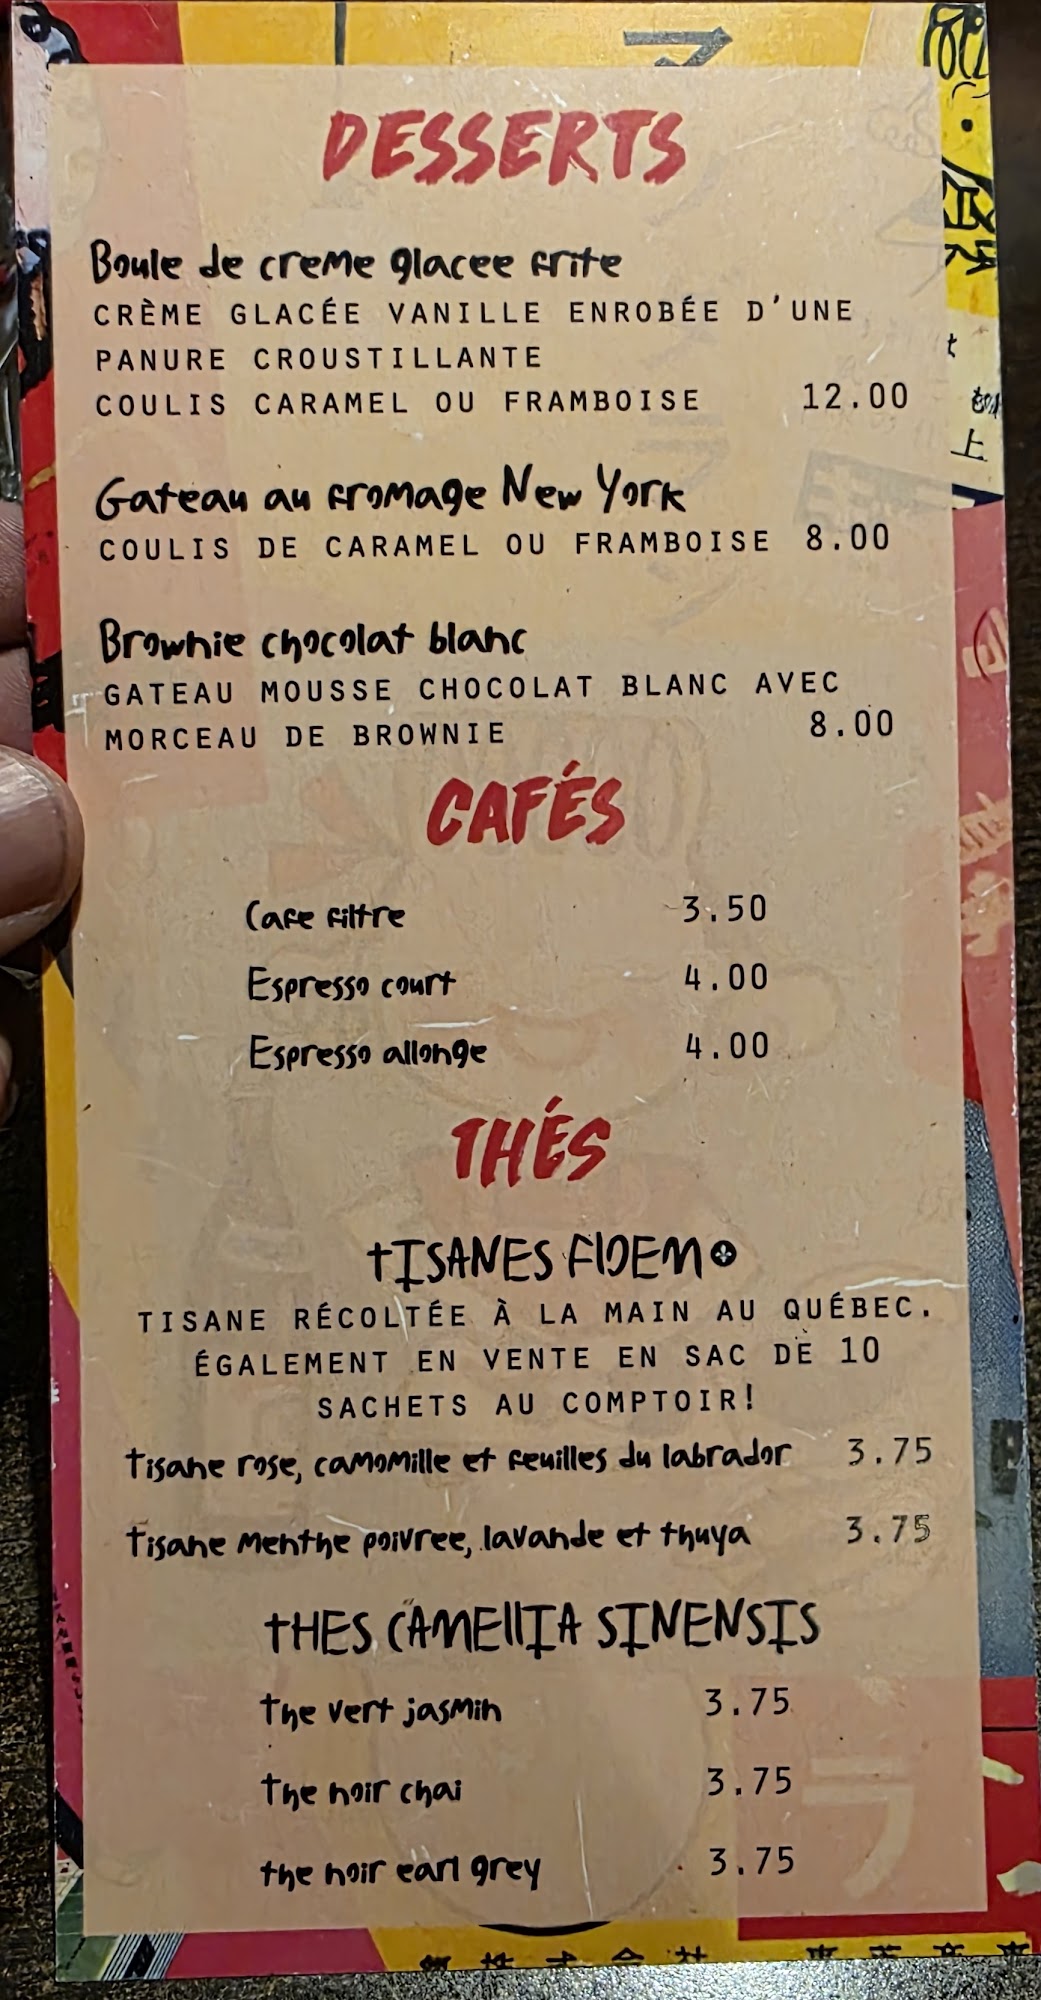 DESSERTS
Boule de creme glacee frite
CRÈME GLACÉE VANILLE ENROBÉE D'UNE
PANURE CROUSTILLANTE
COULIS CARAMEL OU FRAMBOISE 12.00
Gateau au fromage New York
COULIS DE CARAMEL OU FRAMBOISE 8.00
Brownie chocolat blanc
GATEAU MOUSSE CHOCOLAT BLANC AVEC
MORCEAU DE BROWNIE 8.00
CAFÉS
Cafe filtre 3.50
Espresso court 4.00
Espresso allonge 4.00
THÉS
TISANES FIDEM
TISANE RÉCOLTÉE À LA MAIN AU QUÉBEC.
ÉGALEMENT EN VENTE EN SAC DE 10
SACHETS AU COMPTOIR!
Tisane rose, camomille et feuilles du labrador 3.75
Tisane menthe poivree, lavande et thuya 3.75
THES CAMELLIA SINENSIS
the vert jasmin 3.75
the noir chai 3.75
the noir earl grey 3.75